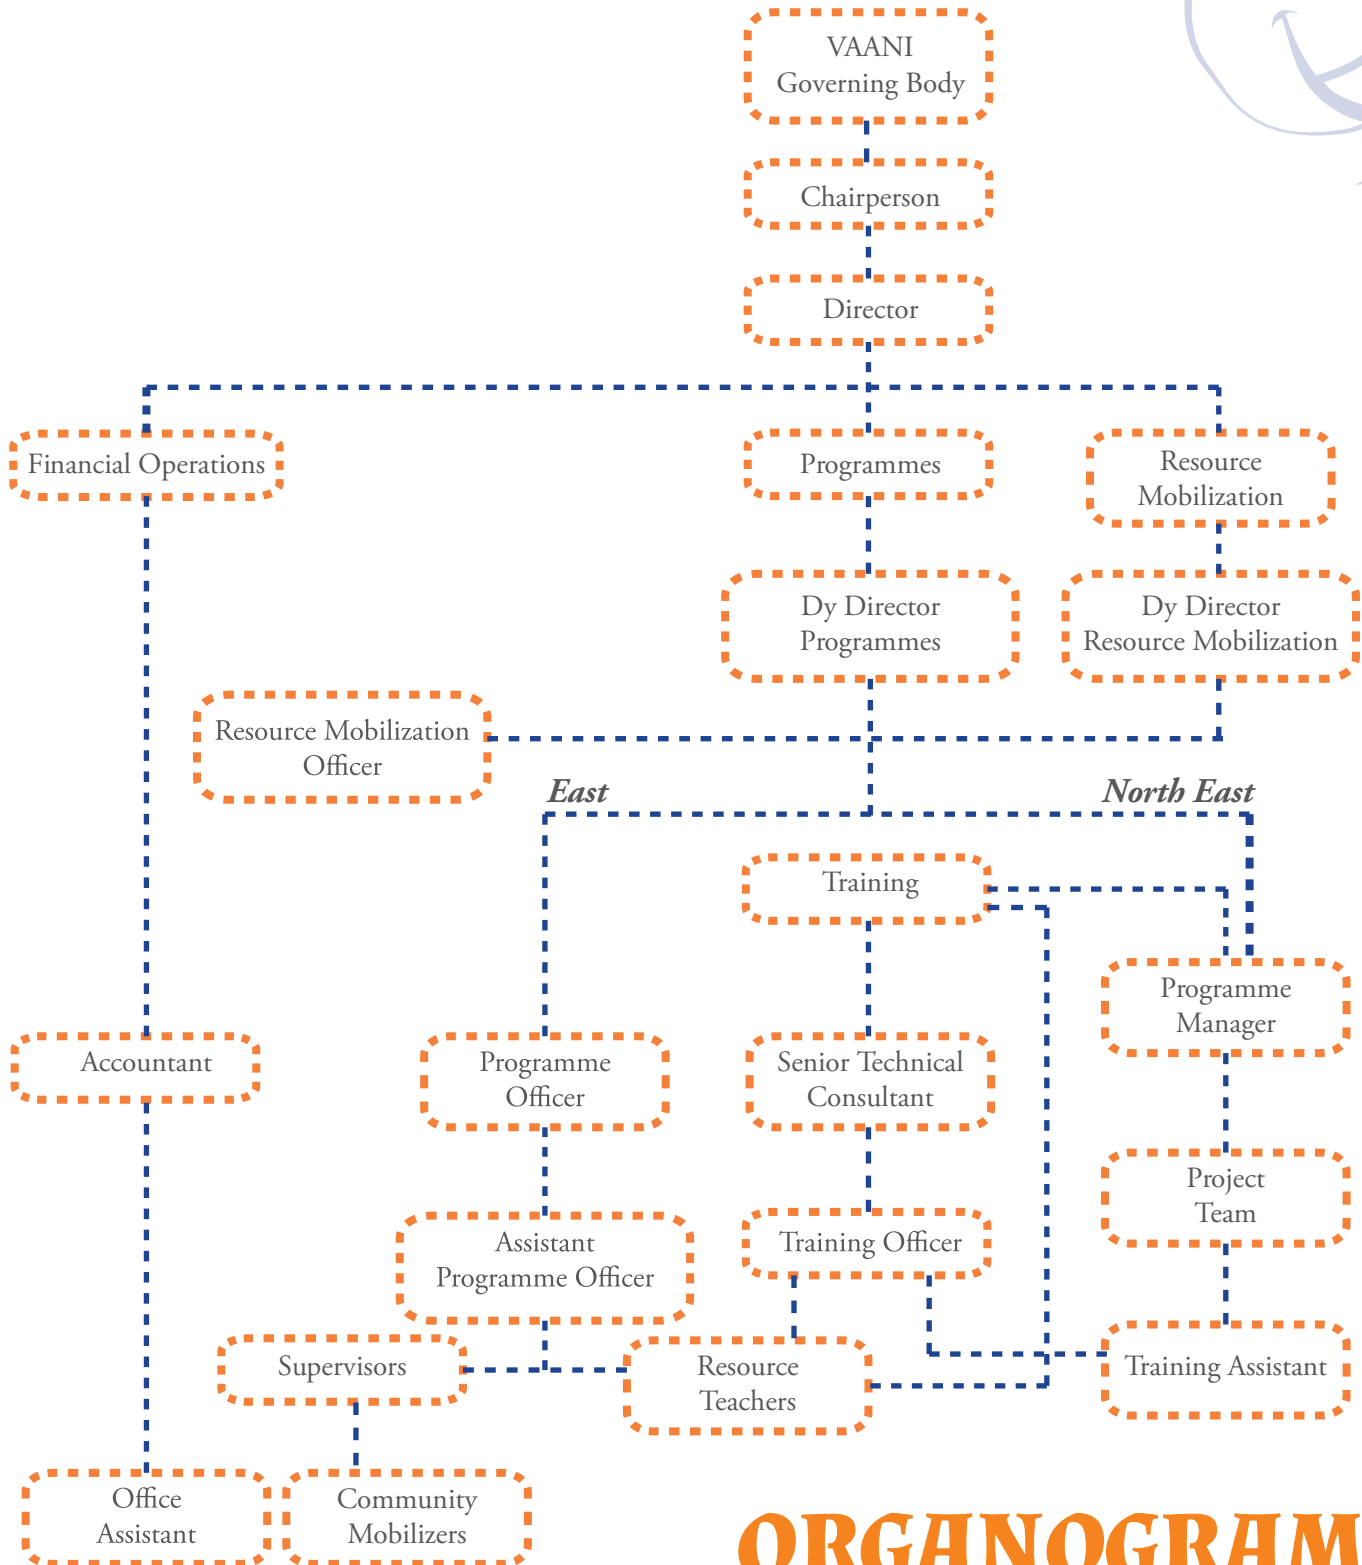 VAANI
Governing Body
Chairperson
Director
Financial Operations
Programmes
Resource
Mobilization
Dy Director
Programmes
Dy Director
Resource Mobilization
Resource Mobilization
Officer
East
North East
Training
Programme
Manager
Accountant
Programme
Officer
Senior Technical
Consultant
Project
Team
Assistant
Programme Officer
Training Officer
Supervisors
Resource
Teachers
Training Assistant
Office
Assistant
Community
Mobilizers
ORGANOGRAM